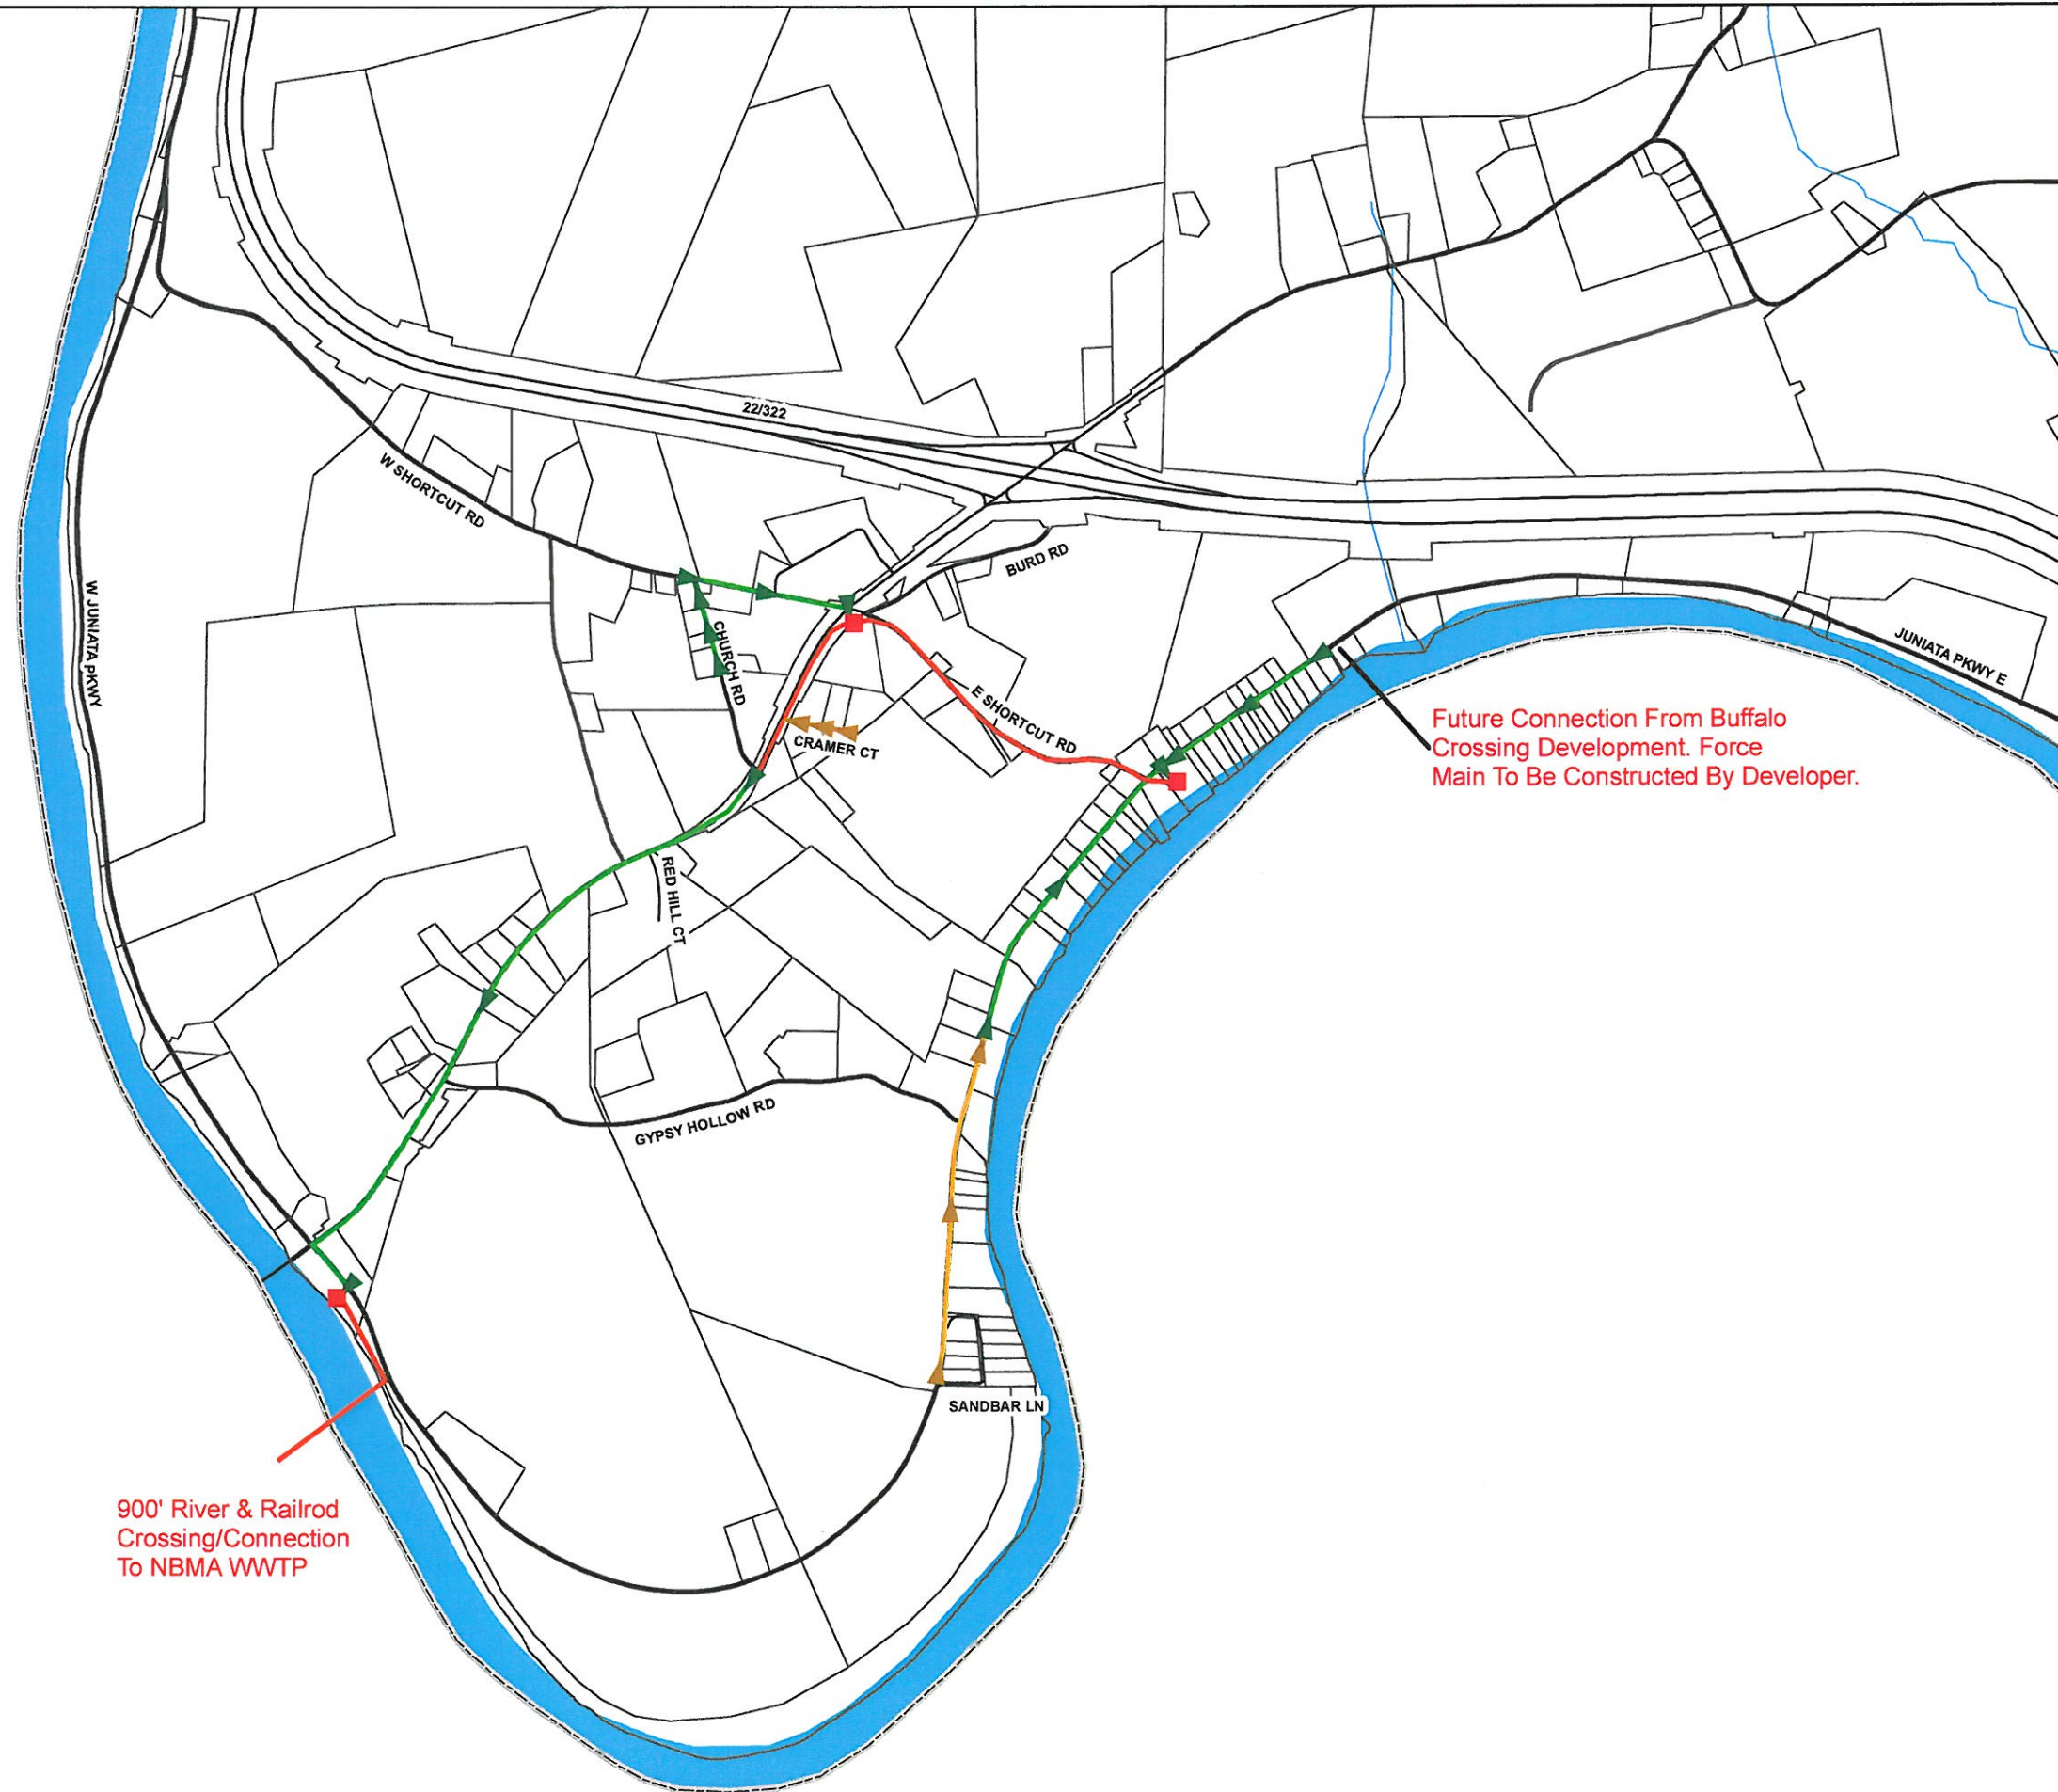 22/322
W SHORTCUT RD
BURD RD
W JUNIATA PKWY
CHURCH RD
JUNIATA PKWY E
E SHORTCUT RD
CRAMER CT
Future Connection From Buffalo
Crossing Development. Force
Main To Be Constructed By Developer.
RED HILL CT
GYPSY HOLLOW RD
SANDBAR LN
900' River & Railrod
Crossing/Connection
To NBMA WWTP